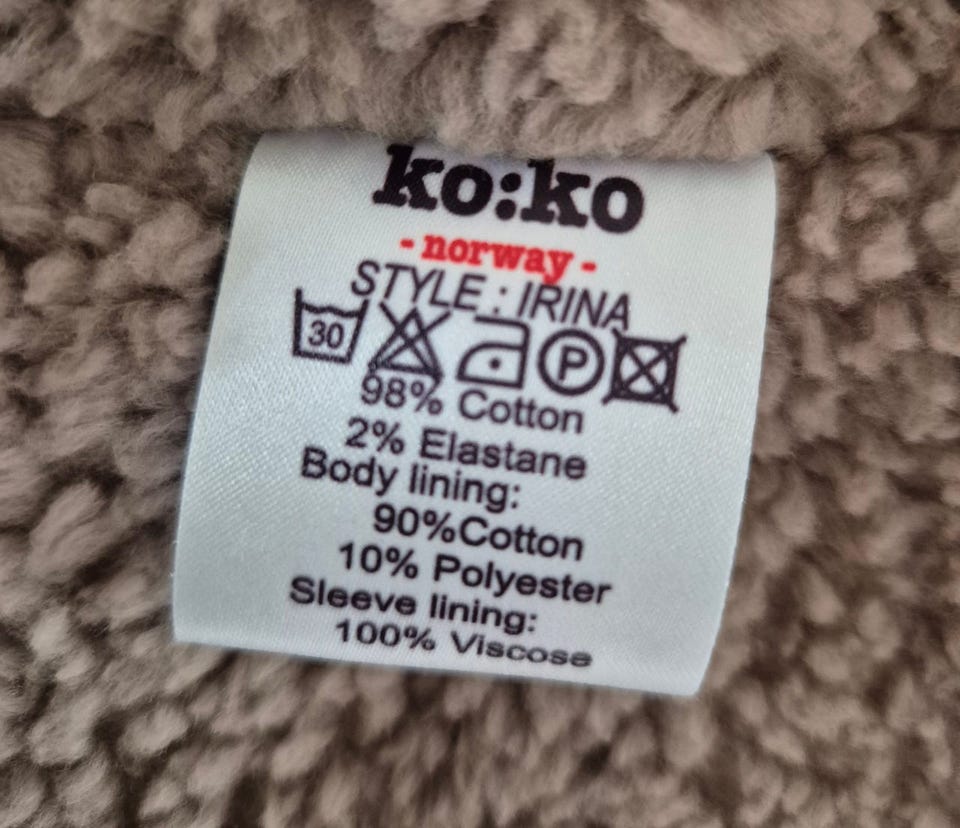 ko:ko
- norway -
STYLE : IRINA
30 P
98% Cotton
2% Elastane
Body lining:
90%Cotton
10% Polyester
Sleeve lining:
100% Viscose